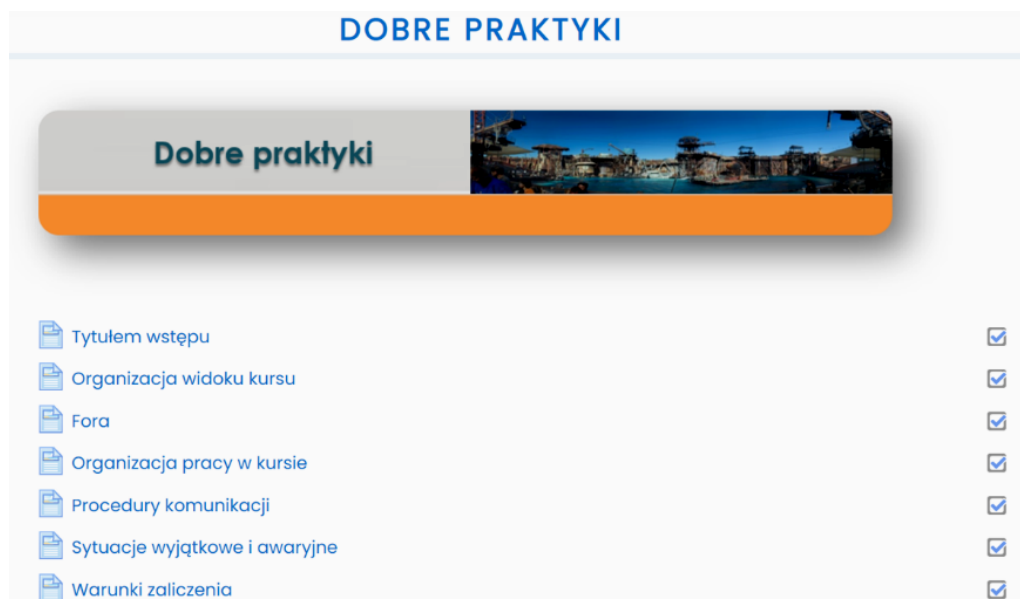 DOBRE PRAKTYKI
Dobre praktyki
Tytułem wstępu
Organizacja widoku kursu
Fora
Organizacja pracy w kursie
Procedury komunikacji
Sytuacje wyjątkowe i awaryjne
Warunki zaliczenia